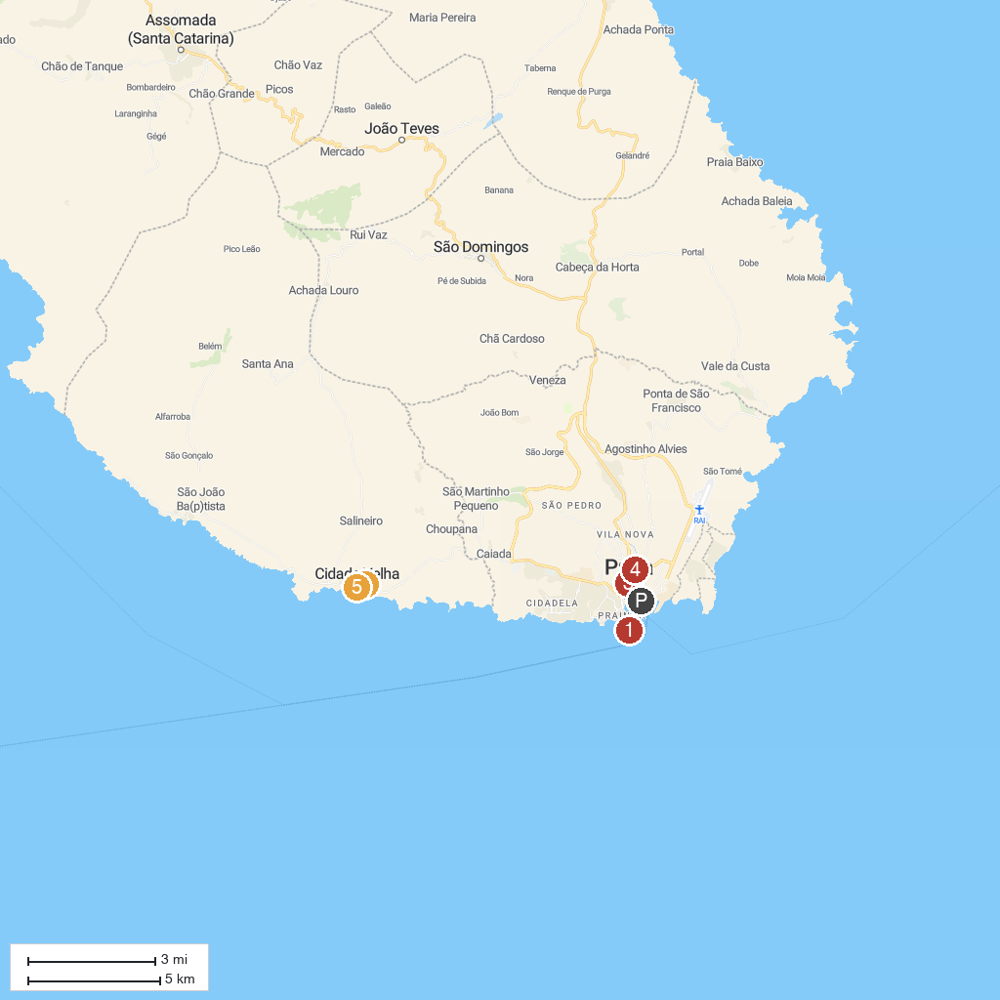 Assomada
(Santa Catarina)
Maria Pereira
Achada Ponta
Chão de Tanque
Chão Vaz
Taberna
Bombardeiro
Chão Grande
Picos
Renque de Purga
Laranginha
Rasto
Galeão
João Teves
Gégé
Mercado
Gelandré
Praia Baixo
Banana
Achada Baleia
Rui Vaz
São Domingos
Pico Leão
Portal
Cabeça da Horta
Dobe
Pé de Subida
Nora
Moia Moia
Achada Louro
Chã Cardoso
Belém
Santa Ana
Vale da Custa
Veneza
Ponta de São
Francisco
João Bom
Alfarroba
São Gonçalo
São Jorge
Agostinho Alvies
São Tomé
São João
Ba(p)tista
São Martinho
Pequeno
SÃO PEDRO
RAI
Salineiro
Choupana
VILA NOVA
Caiada
4
5
P
CIDADELA
1
3 mi
5 km